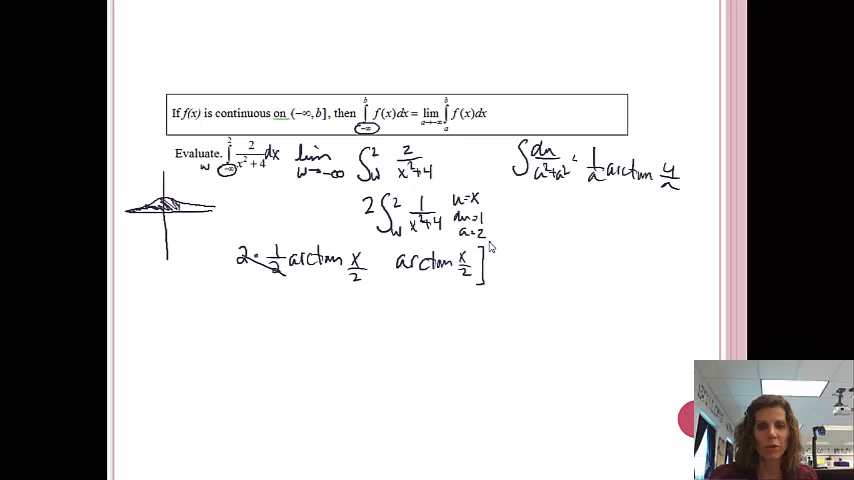 If f(x) is continuous on (−∞, b], then ∫_{−∞}^{b} f(x)dx = lim_{a→−∞} ∫_{a}^{b} f(x)dx
Evaluate. ∫_{−∞}^{2} 2/(x²+4) dx lim_{w→−∞} ∫_{w}^{2} 2/(x²+4) ∫ du/(a²+a²) = 1/a arctan u/a
w
2 ∫_{w}^{2} 1/(x²+4) u=x
du=1
a=2
2 · 1/2 arctan x/2 arctan x/2 ]